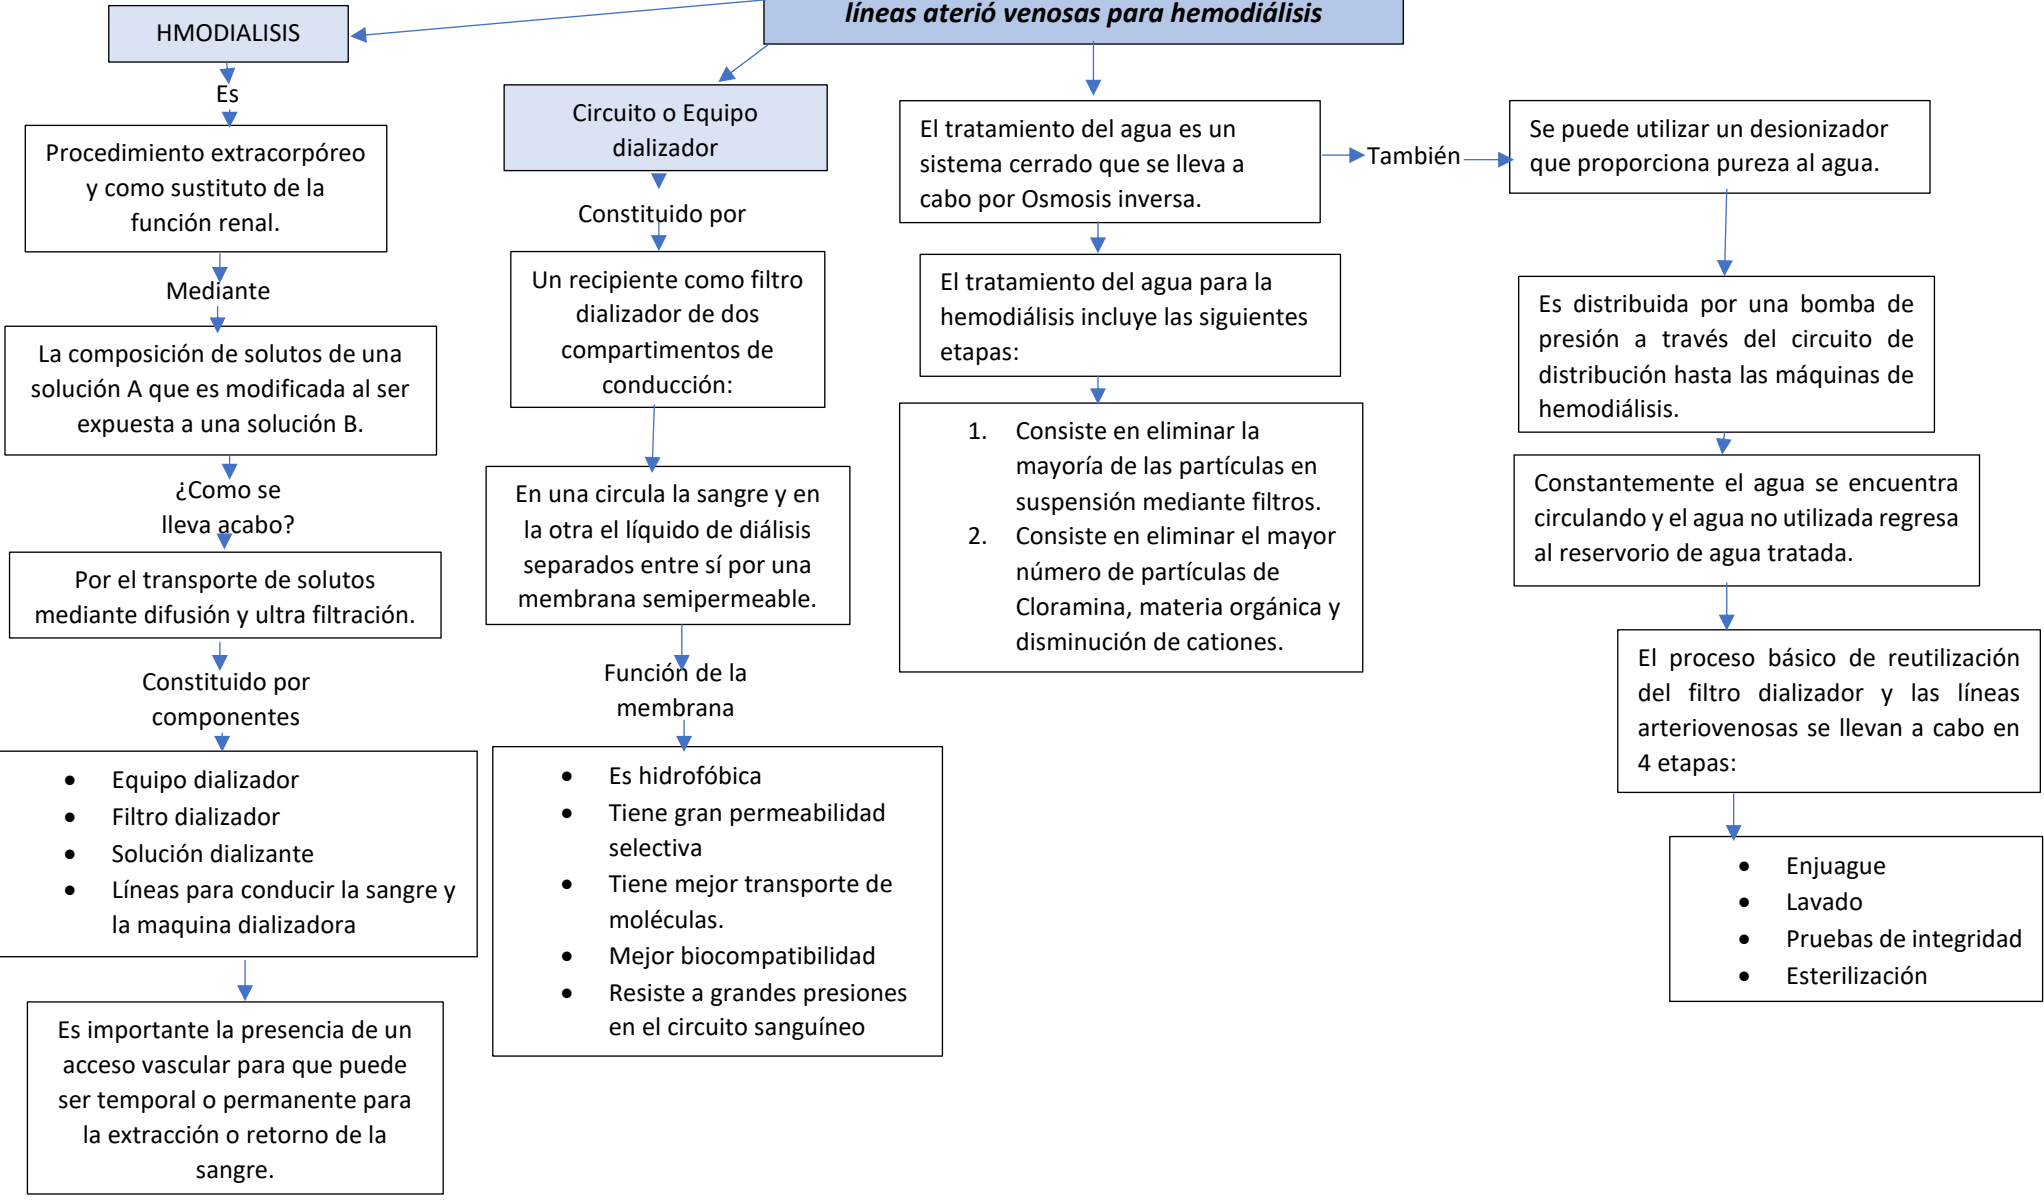 líneas aterió venosas para hemodiálisis
HMODIALISIS
Es
Procedimiento extracorpóreo
y como sustituto de la
función renal.
Mediante
La composición de solutos de una
solución A que es modificada al ser
expuesta a una solución B.
¿Como se
lleva acabo?
Por el transporte de solutos
mediante difusión y ultra filtración.
Constituido por
componentes
• Equipo dializador
• Filtro dializador
• Solución dializante
• Líneas para conducir la sangre y
la maquina dializadora
Es importante la presencia de un
acceso vascular para que puede
ser temporal o permanente para
la extracción o retorno de la
sangre.
Circuito o Equipo
dializador
Constituido por
Un recipiente como filtro
dializador de dos
compartimentos de
conducción:
En una circula la sangre y en
la otra el líquido de diálisis
separados entre sí por una
membrana semipermeable.
Función de la
membrana
• Es hidrofóbica
• Tiene gran permeabilidad
selectiva
• Tiene mejor transporte de
moléculas.
• Mejor biocompatibilidad
• Resiste a grandes presiones
en el circuito sanguíneo
El tratamiento del agua es un
sistema cerrado que se lleva a
cabo por Osmosis inversa.
El tratamiento del agua para la
hemodiálisis incluye las siguientes
etapas:
1. Consiste en eliminar la
mayoría de las partículas en
suspensión mediante filtros.
2. Consiste en eliminar el mayor
número de partículas de
Cloramina, materia orgánica y
disminución de cationes.
También
Se puede utilizar un desionizador
que proporciona pureza al agua.
Es distribuida por una bomba de
presión a través del circuito de
distribución hasta las máquinas de
hemodiálisis.
Constantemente el agua se encuentra
circulando y el agua no utilizada regresa
al reservorio de agua tratada.
El proceso básico de reutilización
del filtro dializador y las líneas
arteriovenosas se llevan a cabo en
4 etapas:
• Enjuague
• Lavado
• Pruebas de integridad
• Esterilización